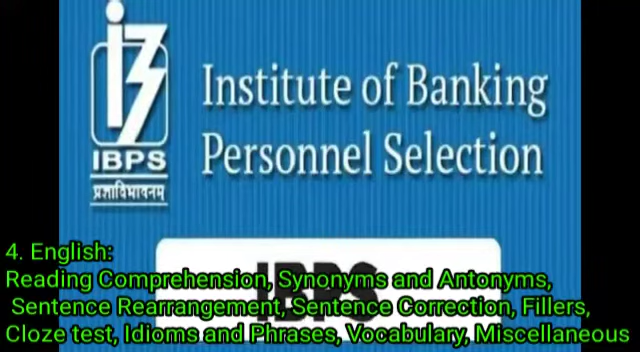 Institute of Banking
Personnel Selection
IBPS
प्रज्ञाविभावनम्
4. English:
IBPS
Reading Comprehension, Synonyms and Antonyms,
Sentence Rearrangement, Sentence Correction, Fillers,
Cloze test, Idioms and Phrases, Vocabulary, Miscellaneous